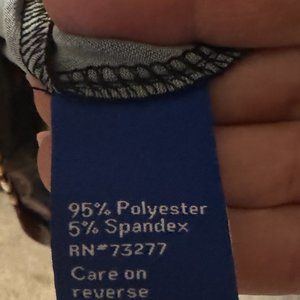 95% Polyester
5% Spandex
RN#73277
Care on
reverse